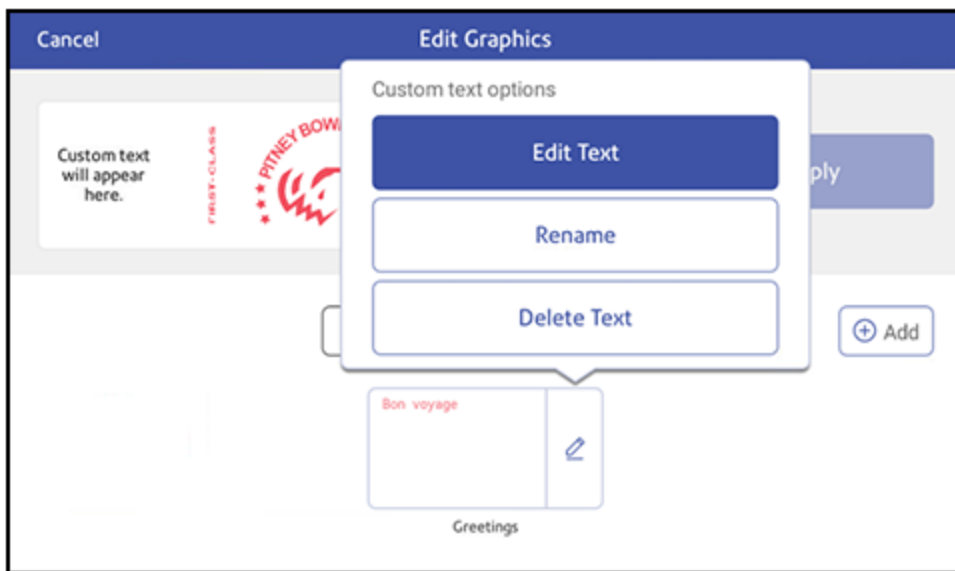 Cancel
Edit Graphics
Custom text options
Edit Text
Rename
Delete Text
Custom text
will appear
here.
FIRST-CLASS
PITNEY
Add
Bon voyage
Greetings